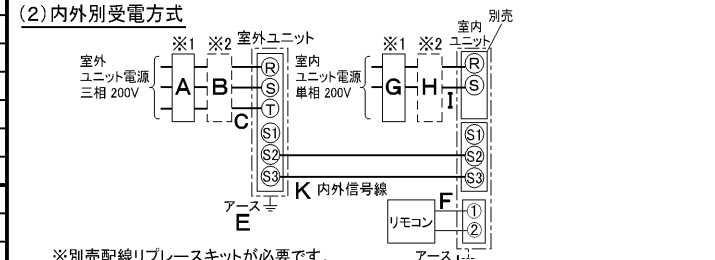 (2)内外別受電方式
別売
※1 ※2 室外ユニット
※1 ※2 室内ユニット
室外
ユニット電源
三相 200V
A B C
R
S
T
S1
S2
S3
室内
ユニット電源
単相 200V
G H I
R
S
S1
S2
S3
K 内外信号線
アース
E
リモコン
F
①
②
アース
※別売配線リプレースキットが必要です。